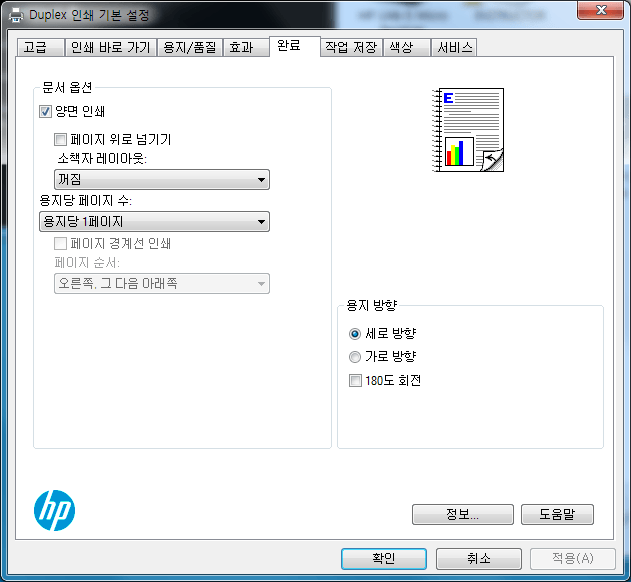 Duplex 인쇄 기본 설정
고급 인쇄 바로 가기 용지/품질 효과 완료 작업 저장 색상 서비스
문서 옵션
양면 인쇄
페이지 위로 넘기기
소책자 레이아웃:
꺼짐
용지당 페이지 수:
용지당 1페이지
페이지 경계선 인쇄
페이지 순서:
오른쪽, 그 다음 아래쪽
E
용지 방향
세로 방향
가로 방향
180도 회전
hp
정보...
도움말
확인
취소
적용(A)